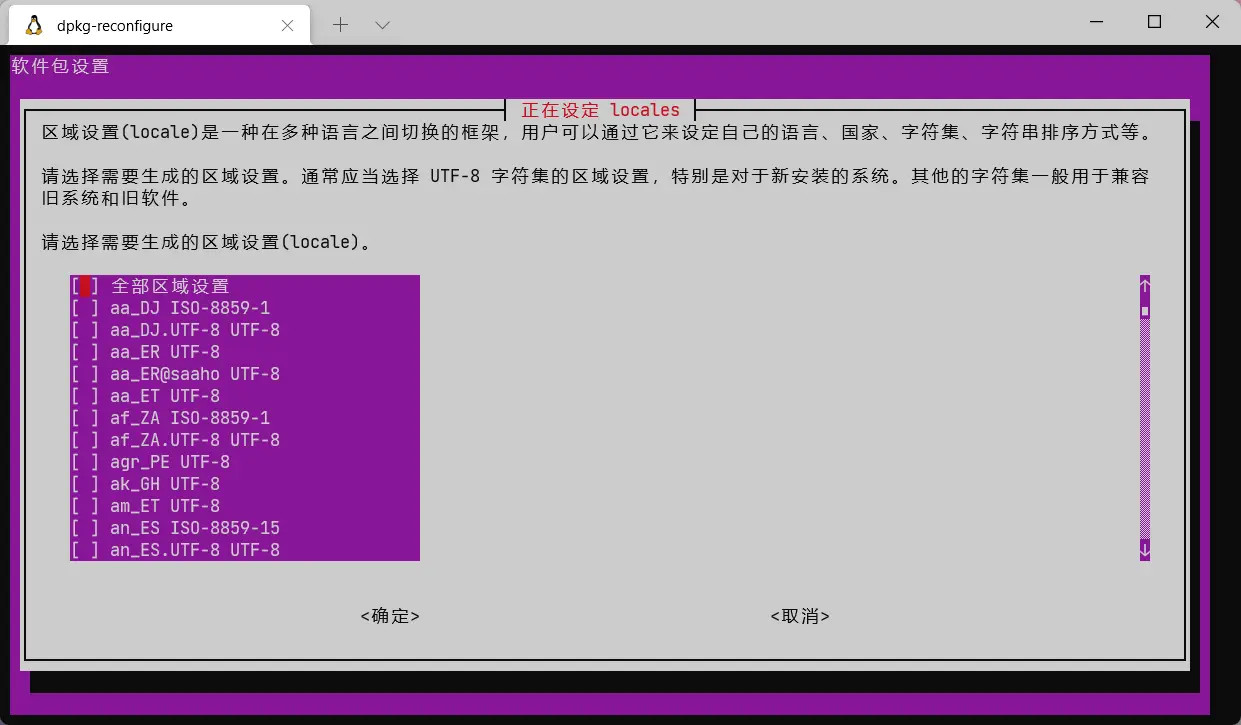 dpkg-reconfigure
软件包设置
正在设定 locales
区域设置(locale)是一种在多种语言之间切换的框架，用户可以通过它来设定自己的语言、国家、字符集、字符串排序方式等。
请选择需要生成的区域设置。通常应当选择 UTF-8 字符集的区域设置，特别是对于新安装的系统。其他的字符集一般用于兼容
旧系统和旧软件。
请选择需要生成的区域设置(locale)。
[ ] 全部区域设置
[ ] aa_DJ ISO-8859-1
[ ] aa_DJ.UTF-8 UTF-8
[ ] aa_ER UTF-8
[ ] aa_ER@saaho UTF-8
[ ] aa_ET UTF-8
[ ] af_ZA ISO-8859-1
[ ] af_ZA.UTF-8 UTF-8
[ ] agr_PE UTF-8
[ ] ak_GH UTF-8
[ ] am_ET UTF-8
[ ] an_ES ISO-8859-15
[ ] an_ES.UTF-8 UTF-8
<确定> <取消>